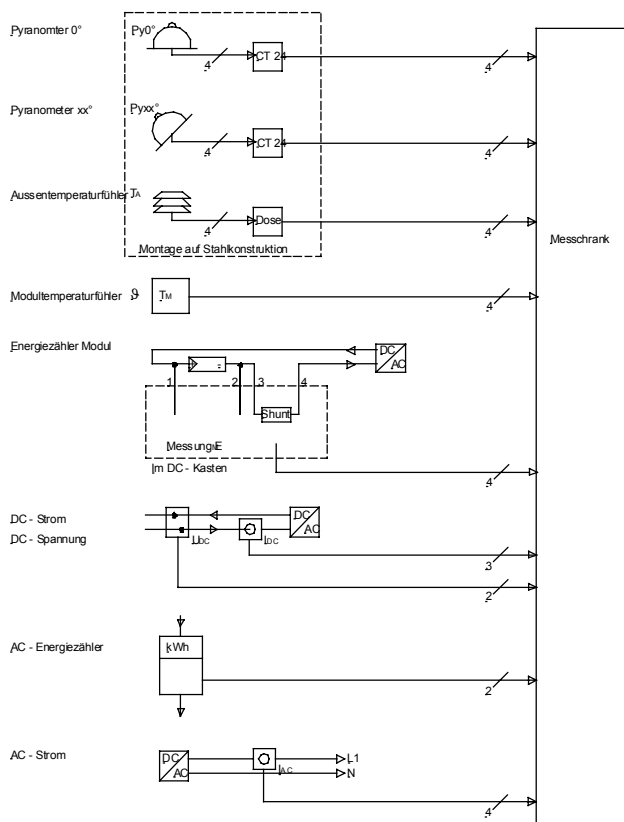 Pyranomter 0°
Py0°
4
CT 24
4
Pyranometer xx°
Pyxx°
4
CT 24
4
Aussentemperaturfühler
TA
4
Dose
4
Messchrank
Montage auf Stahlkonstruktion
Modultemperaturfühler
ϑ
TM
4
Energiezähler Modul
DC
AC
1
2
3
4
Shunt
Messung E
Im DC - Kasten
4
DC - Strom
DC - Spannung
UDC
IDC
DC
AC
3
2
AC - Energiezähler
kWh
2
AC - Strom
DC
AC
IAC
L1
N
4